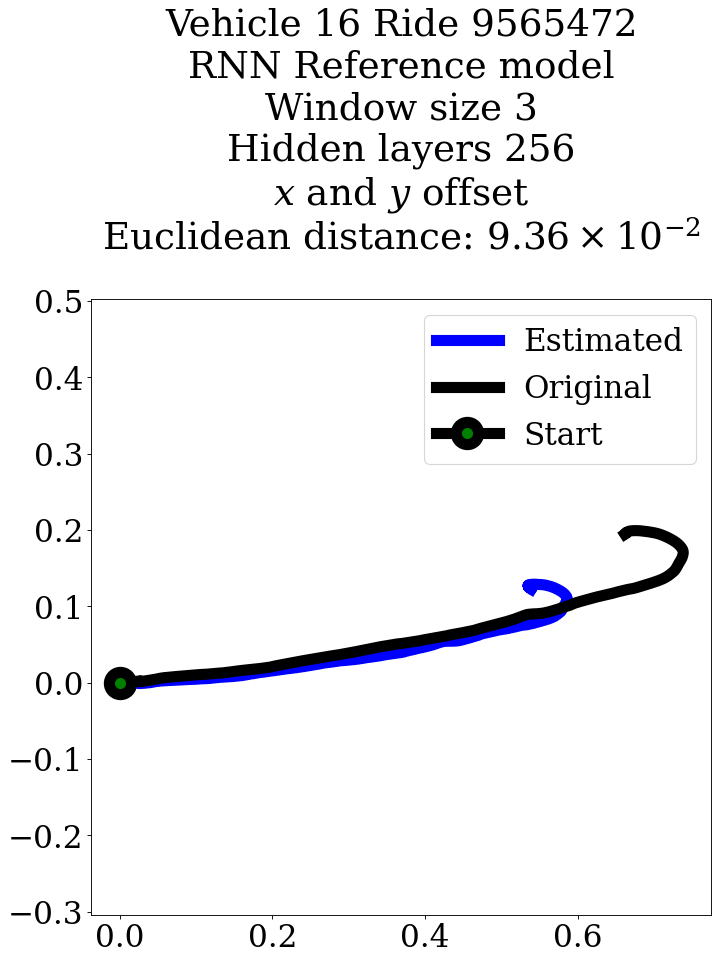 Vehicle 16 Ride 9565472
RNN Reference model
Window size 3
Hidden layers 256
x and y offset
Euclidean distance: 9.36 × 10⁻²
Estimated
Original
Start
0.5
0.4
0.3
0.2
0.1
0.0
−0.1
−0.2
−0.3
0.0 0.2 0.4 0.6